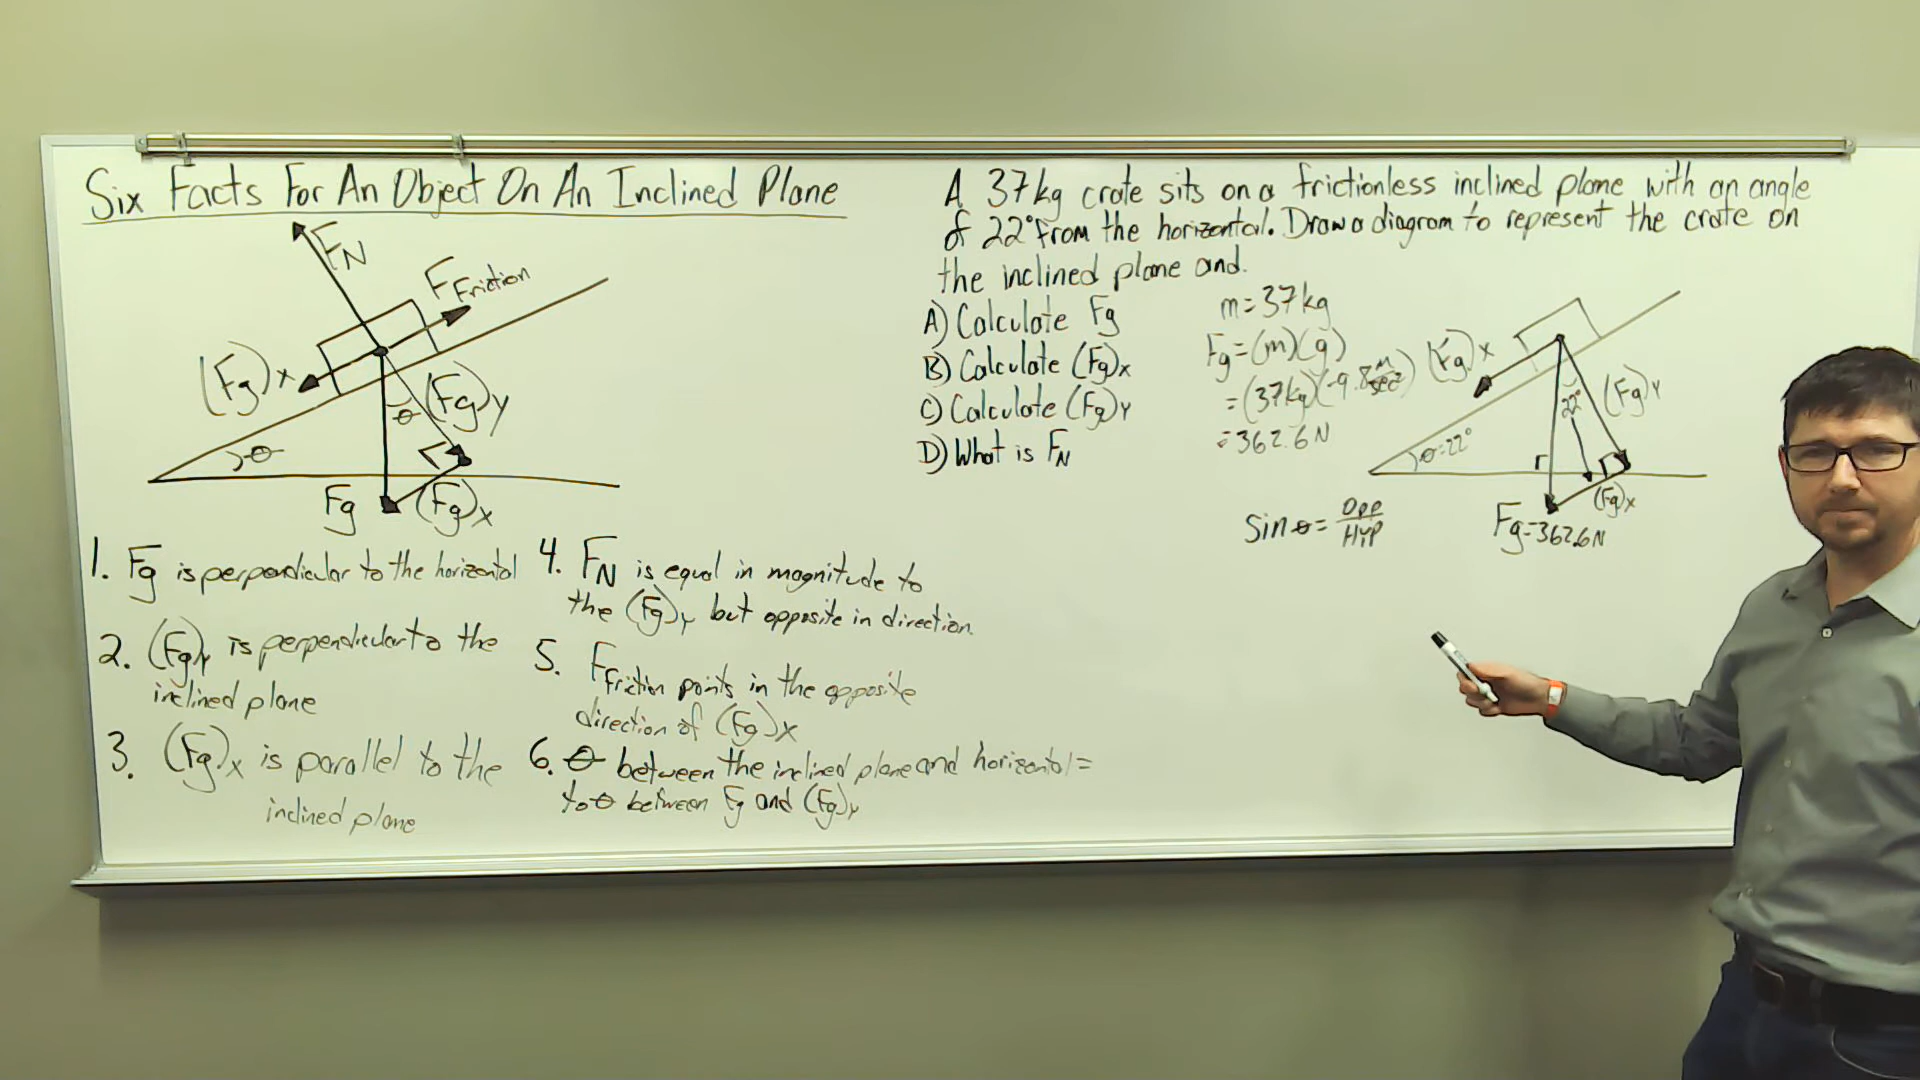 Six Facts For An Object On An Inclined Plane
FN
F Friction
(Fg)x
θ
(Fg)y
θ
Fg
(Fg)x
1. Fg is perpendicular to the horizontal
2. (Fg)y is perpendicular to the
inclined plane
3. (Fg)x is parallel to the
inclined plane
4. FN is equal in magnitude to
the (Fg)y but opposite in direction.
5. Ffriction points in the opposite
direction of (Fg)x
6. θ between the inclined plane and horizontal =
to θ between Fg and (Fg)y
A 37kg crate sits on a frictionless inclined plane with an angle
of 22° from the horizontal. Draw a diagram to represent the crate on
the inclined plane and.
A) Calculate Fg
B) Calculate (Fg)x
C) Calculate (Fg)y
D) What is FN
m = 37kg
Fg = (m)(g)
= (37kg)(-9.8 m/sec²)
= 362.6 N
Sin θ = OPP/HYP
(Fg)x
(Fg)y
22°
θ=22°
(Fg)x
Fg=362.6N